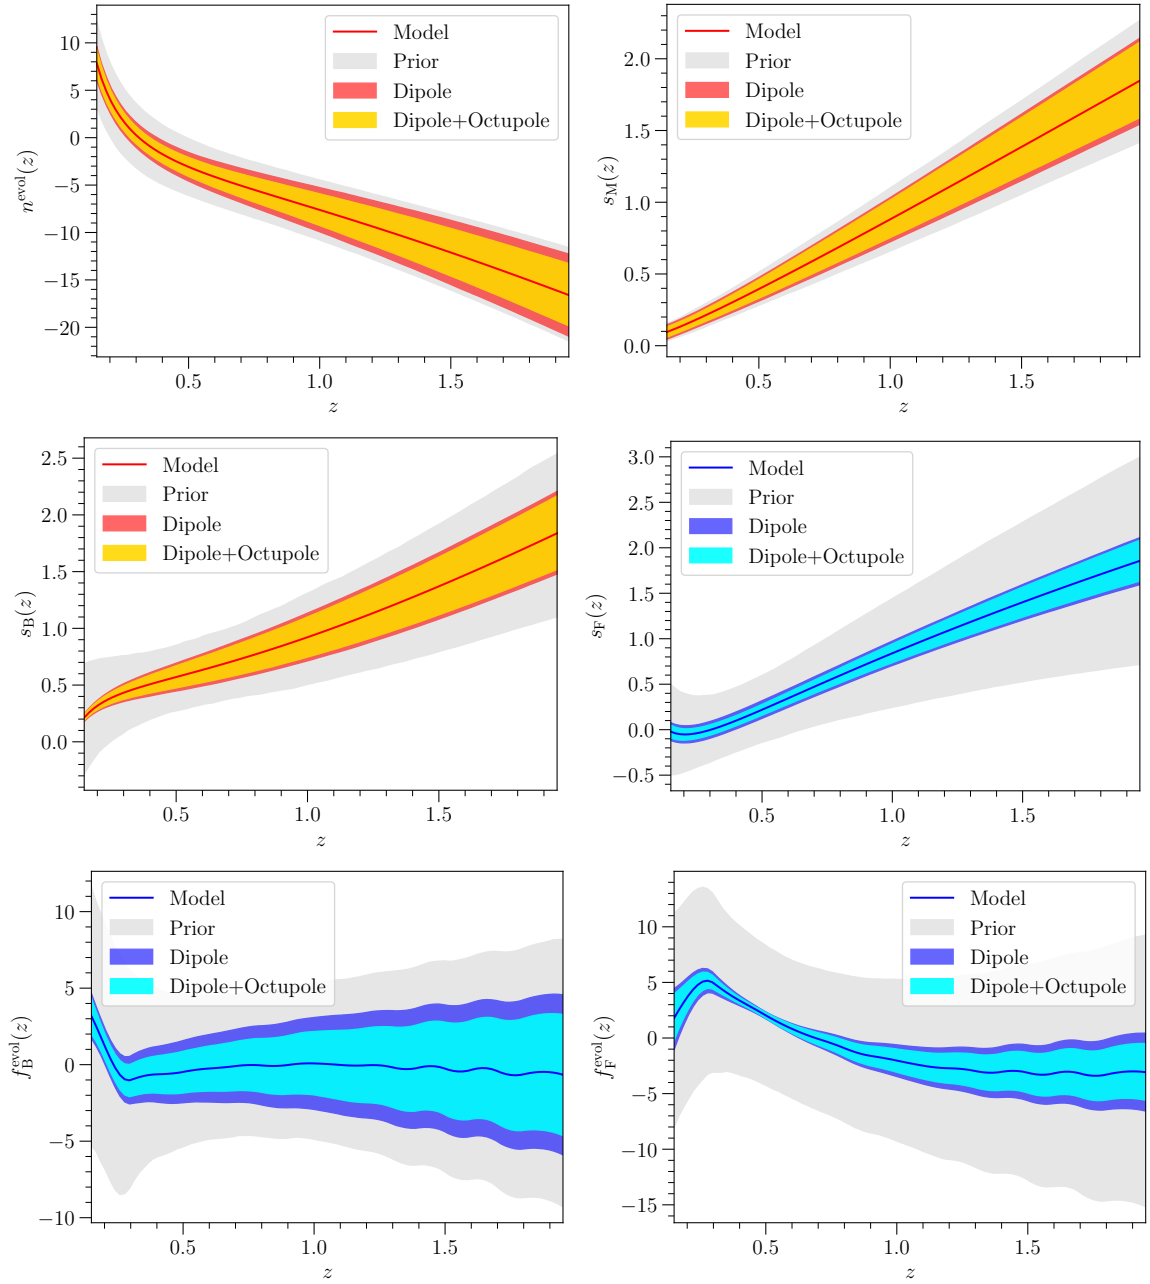 Model
Prior
Dipole
Dipole+Octupole
10
5
0
−5
−10
−15
−20
n^evol(z)
0.5 1.0 1.5
z
Model
Prior
Dipole
Dipole+Octupole
2.0
1.5
1.0
0.5
0.0
s_M(z)
0.5 1.0 1.5
z
Model
Prior
Dipole
Dipole+Octupole
2.5
2.0
1.5
1.0
0.5
0.0
s_B(z)
0.5 1.0 1.5
z
Model
Prior
Dipole
Dipole+Octupole
3.0
2.5
2.0
1.5
1.0
0.5
0.0
−0.5
s_F(z)
0.5 1.0 1.5
z
Model
Prior
Dipole
Dipole+Octupole
10
5
0
−5
−10
f_B^evol(z)
0.5 1.0 1.5
z
Model
Prior
Dipole
Dipole+Octupole
10
5
0
−5
−10
−15
f_F^evol(z)
0.5 1.0 1.5
z